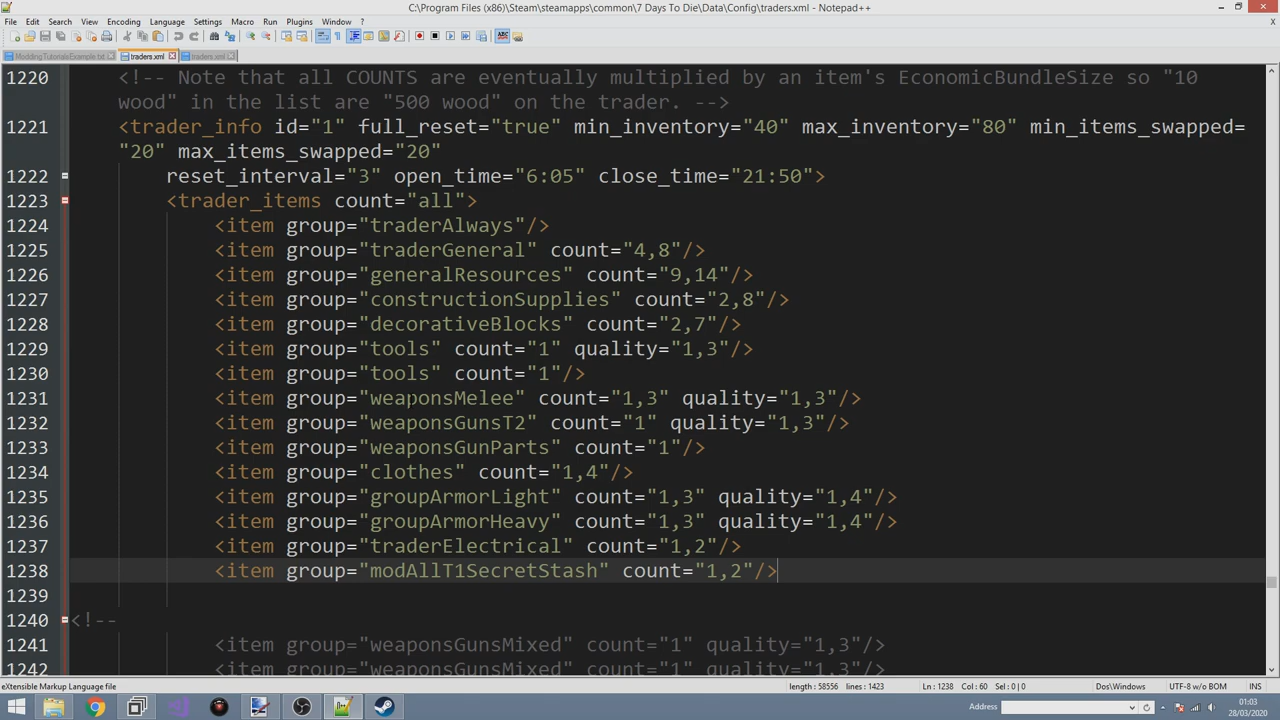 C:\Program Files (x86)\Steam\steamapps\common\7 Days To Die\Data\Config\traders.xml - Notepad++
File Edit Search View Encoding Language Settings Macro Run Plugins Window ?
ModdingTutorialsExample.txt traders.xml traders.xml
1220 <!-- Note that all COUNTS are eventually multiplied by an item's EconomicBundleSize so "10
wood" in the list are "500 wood" on the trader. -->
1221 <trader_info id="1" full_reset="true" min_inventory="40" max_inventory="80" min_items_swapped=
"20" max_items_swapped="20"
1222 reset_interval="3" open_time="6:05" close_time="21:50">
1223 <trader_items count="all">
1224 <item group="traderAlways"/>
1225 <item group="traderGeneral" count="4,8"/>
1226 <item group="generalResources" count="9,14"/>
1227 <item group="constructionSupplies" count="2,8"/>
1228 <item group="decorativeBlocks" count="2,7"/>
1229 <item group="tools" count="1" quality="1,3"/>
1230 <item group="tools" count="1"/>
1231 <item group="weaponsMelee" count="1,3" quality="1,3"/>
1232 <item group="weaponsGunsT2" count="1" quality="1,3"/>
1233 <item group="weaponsGunParts" count="1"/>
1234 <item group="clothes" count="1,4"/>
1235 <item group="groupArmorLight" count="1,3" quality="1,4"/>
1236 <item group="groupArmorHeavy" count="1,3" quality="1,4"/>
1237 <item group="traderElectrical" count="1,2"/>
1238 <item group="modAllT1SecretStash" count="1,2"/>
1239
1240 <!--
1241 <item group="weaponsGunsMixed" count="1" quality="1,3"/>
1242 <item group="weaponsGunsMixed" count="1" quality="1,3"/>
eXtensible Markup Language file length : 58556 lines : 1423 Ln : 1238 Col : 60 Sel : 0 | 0 Dos\Windows UTF-8 w/o BOM INS
Address 01:03
28/03/2020